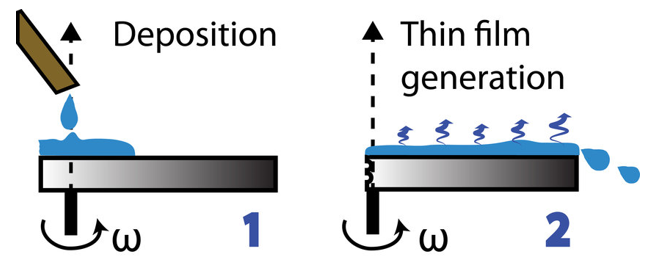 Deposition
ω
1
Thin film
generation
ω
2